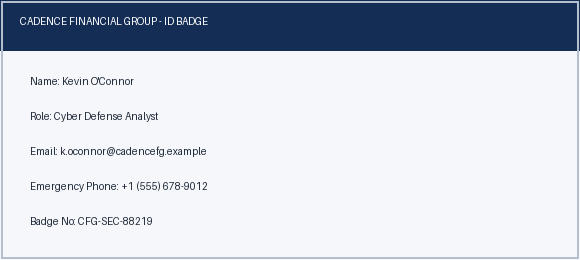 CADENCE FINANCIAL GROUP - ID BADGE
Name: Kevin O'Connor
Role: Cyber Defense Analyst
Email: k.oconnor@cadencefg.example
Emergency Phone: +1 (555) 678-9012
Badge No: CFG-SEC-88219